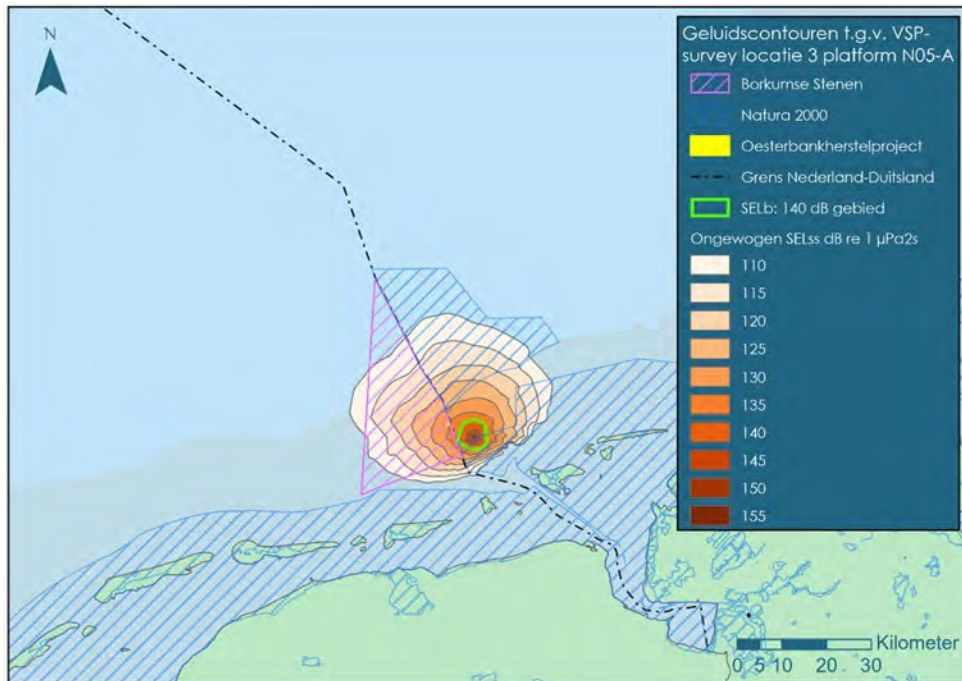 N
Geluidscontouren t.g.v. VSP-
survey locatie 3 platform N05-A
Borkumse Stenen
Natura 2000
Oesterbankherstelproject
Grens Nederland-Duitsland
SELb: 140 dB gebied
Ongewogen SELss dB re 1 µPa2s
110
115
120
125
130
135
140
145
150
155
Kilometer
0 5 10 20 30